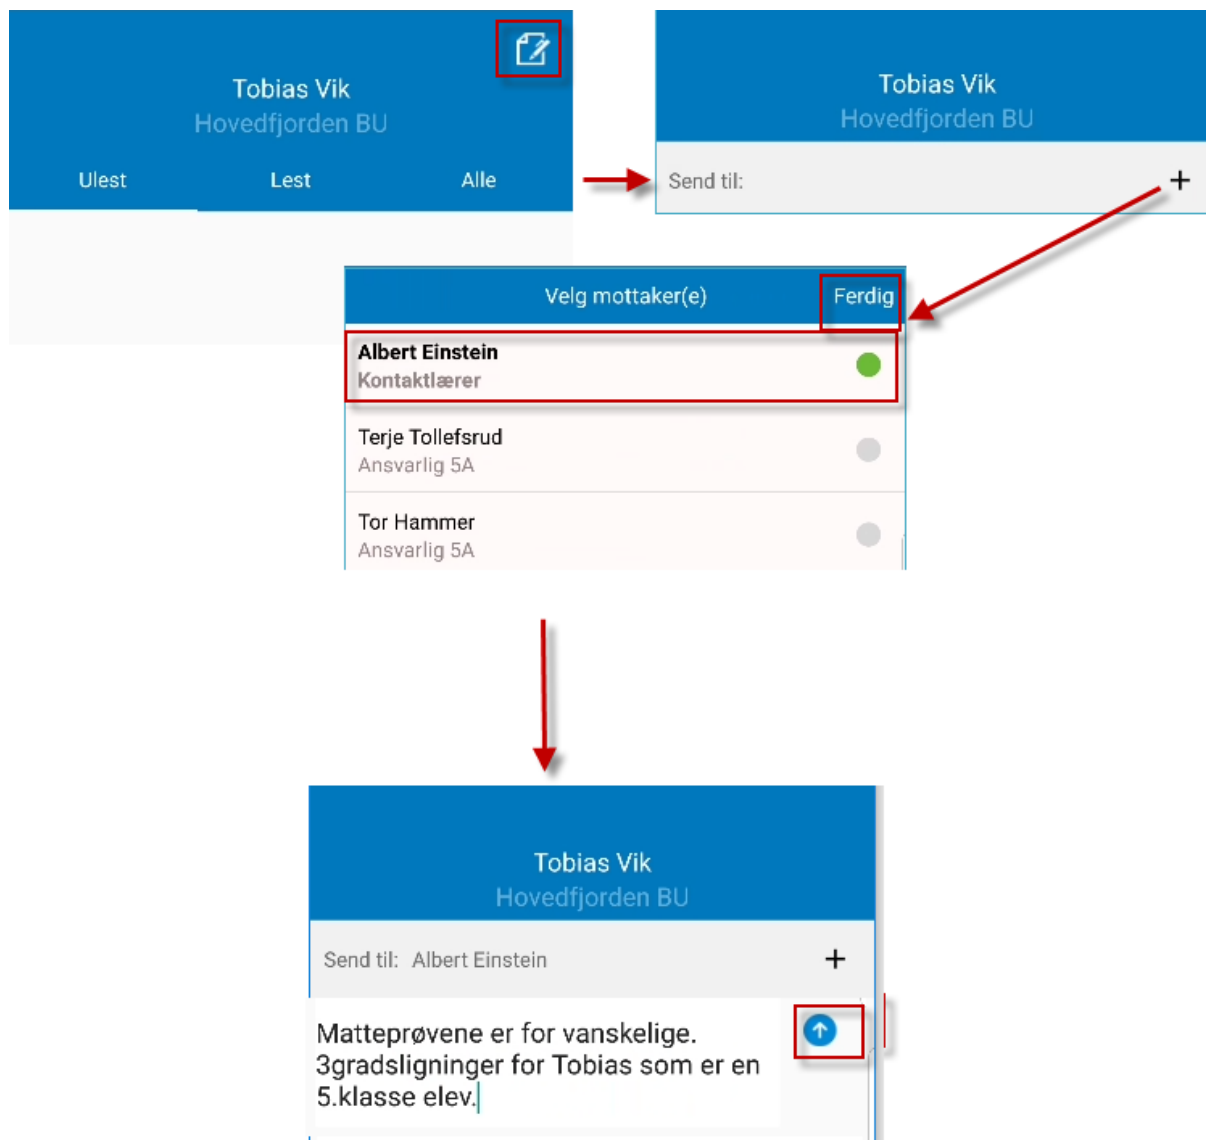 Tobias Vik
Hovedfjorden BU
Ulest Lest Alle
Tobias Vik
Hovedfjorden BU
Send til: +
Velg mottaker(e) Ferdig
Albert Einstein
Kontaktlærer
Terje Tollefsrud
Ansvarlig 5A
Tor Hammer
Ansvarlig 5A
Tobias Vik
Hovedfjorden BU
Send til: Albert Einstein +
Matteprøvene er for vanskelige.
3gradsligninger for Tobias som er en
5.klasse elev.